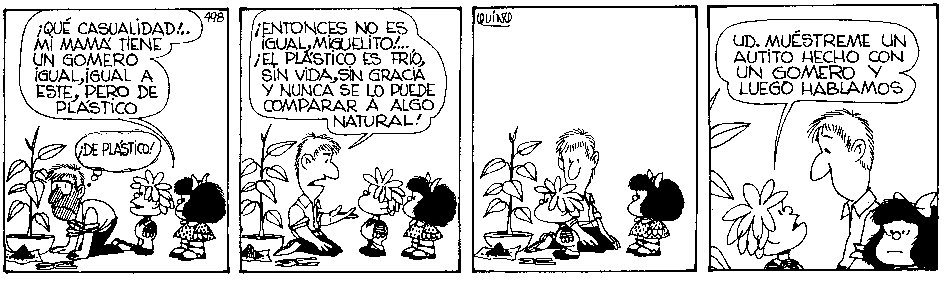 498
¡QUÉ CASUALIDAD!..
MI MAMÁ TIENE
UN GOMERO
IGUAL, IGUAL A
ESTE, PERO DE
PLÁSTICO
¡DE PLÁSTICO!
¡ENTONCES NO ES
IGUAL, MIGUELITO!...
¡EL PLÁSTICO ES FRÍO,
SIN VIDA, SIN GRACIA
Y NUNCA SE LO PUEDE
COMPARAR A ALGO
NATURAL!
QUINO
UD. MUÉSTREME UN
AUTITO HECHO CON
UN GOMERO Y
LUEGO HABLAMOS